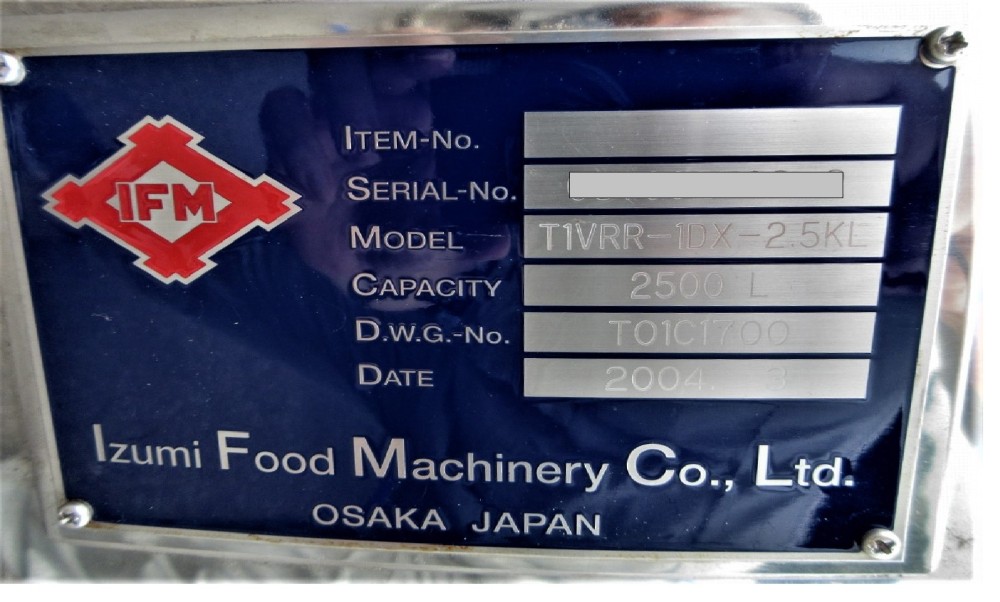 IFM
ITEM-No.
SERIAL-No.
MODEL T1VRR-1DX-2.5KL
CAPACITY 2500 L
D.W.G.-No. T01C1700
DATE 2004. 3
Izumi Food Machinery Co., Ltd.
OSAKA JAPAN